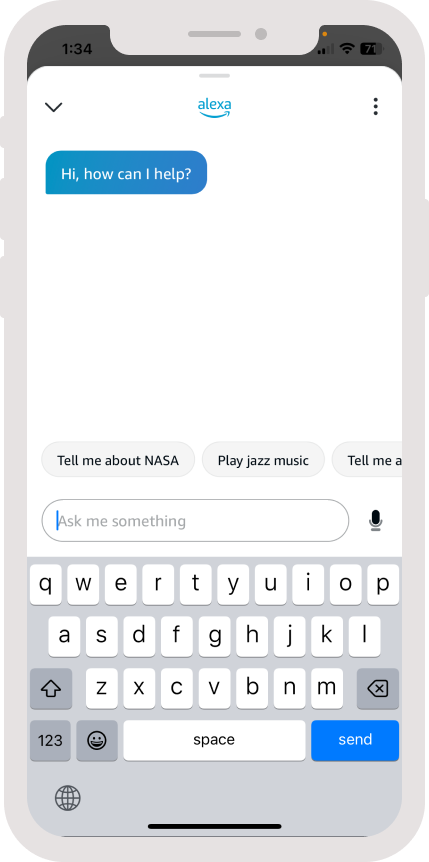 1:34
71
alexa
Hi, how can I help?
Tell me about NASA
Play jazz music
Tell me a
Ask me something
q w e r t y u i o p
a s d f g h j k l
z x c v b n m
123
space
send